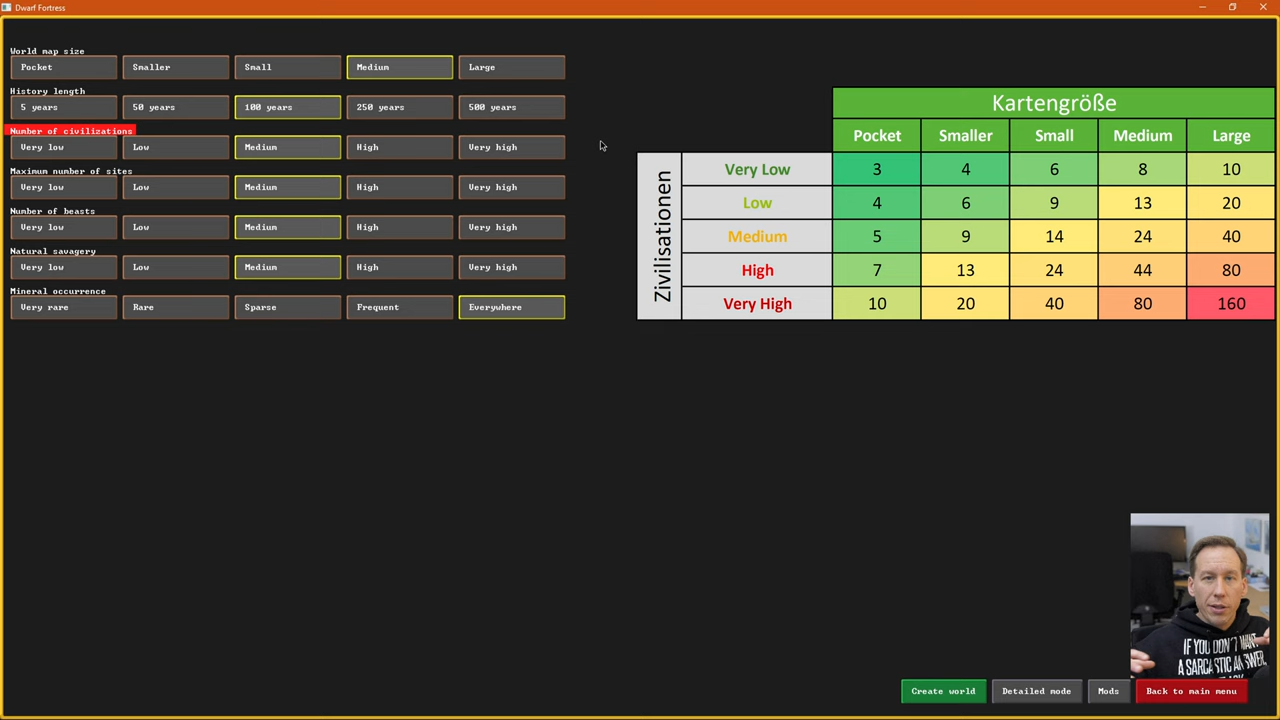 Dwarf Fortress
World map size
Pocket Smaller Small Medium Large
History length
5 years 50 years 100 years 250 years 500 years
Number of civilizations
Very low Low Medium High Very high
Maximum number of sites
Very low Low Medium High Very high
Number of beasts
Very low Low Medium High Very high
Natural savagery
Very low Low Medium High Very high
Mineral occurrence
Very rare Rare Sparse Frequent Everywhere
Kartengröße
Pocket Smaller Small Medium Large
Zivilisationen
Very Low 3 4 6 8 10
Low 4 6 9 13 20
Medium 5 9 14 24 40
High 7 13 24 44 80
Very High 10 20 40 80 160
IF YOU DON'T WANT
A SARCASTIC ANSWER,
Create world Detailed mode Mods Back to main menu